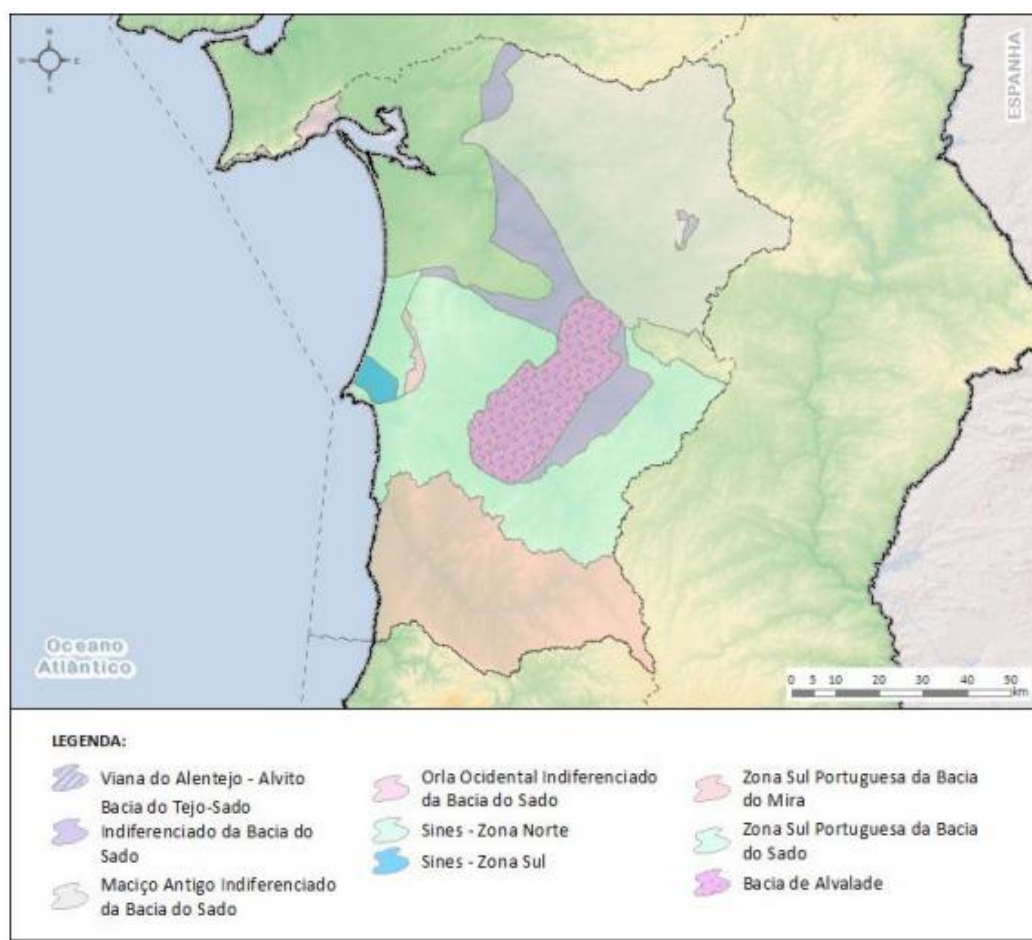 N
W
E
S
ESPANHA
Oceano
Atlântico
0 5 10 20 30 40 50
km
LEGENDA:
Viana do Alentejo - Alvito
Bacia do Tejo-Sado
Indiferenciado da Bacia do
Sado
Maciço Antigo Indiferenciado
da Bacia do Sado
Orla Ocidental Indiferenciado
da Bacia do Sado
Sines - Zona Norte
Sines - Zona Sul
Zona Sul Portuguesa da Bacia
do Mira
Zona Sul Portuguesa da Bacia
do Sado
Bacia de Alvalade